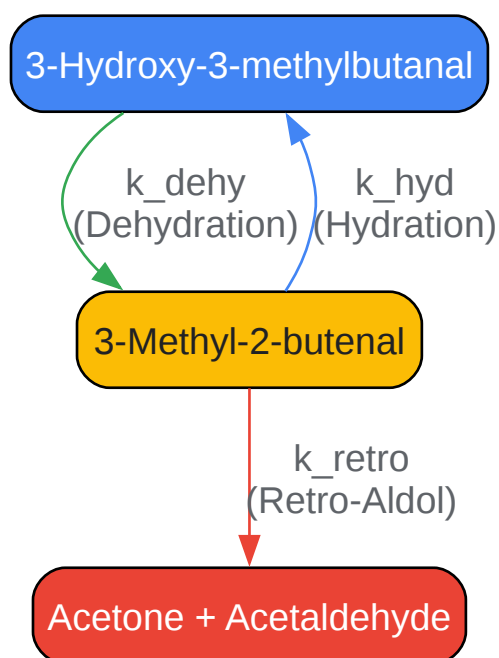 3-Hydroxy-3-methylbutanal
k_dehy
(Dehydration)
k_hyd
(Hydration)
3-Methyl-2-butenal
k_retro
(Retro-Aldol)
Acetone + Acetaldehyde